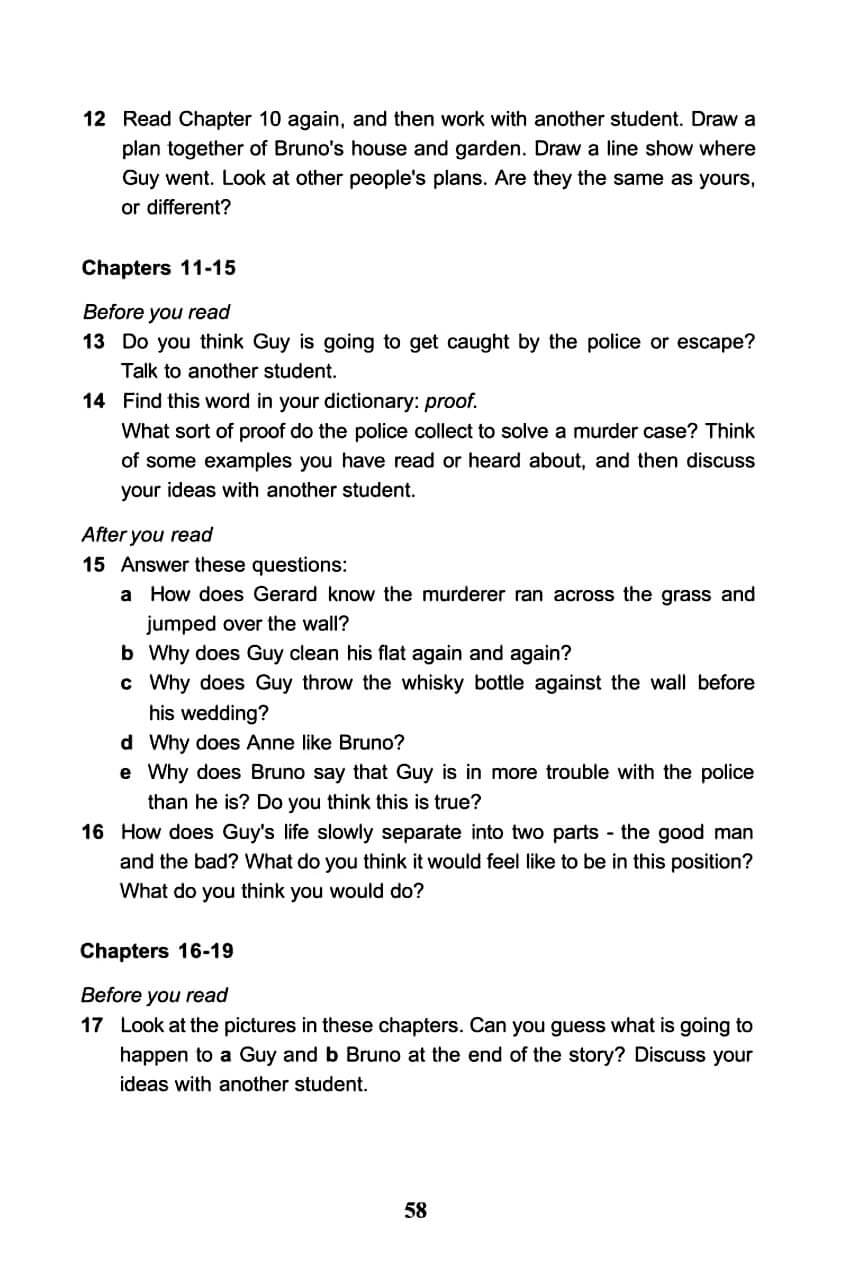 12 Read Chapter 10 again, and then work with another student. Draw a
plan together of Bruno's house and garden. Draw a line show where
Guy went. Look at other people's plans. Are they the same as yours,
or different?
Chapters 11-15
Before you read
13 Do you think Guy is going to get caught by the police or escape?
Talk to another student.
14 Find this word in your dictionary: proof.
What sort of proof do the police collect to solve a murder case? Think
of some examples you have read or heard about, and then discuss
your ideas with another student.
After you read
15 Answer these questions:
a How does Gerard know the murderer ran across the grass and
jumped over the wall?
b Why does Guy clean his flat again and again?
c Why does Guy throw the whisky bottle against the wall before
his wedding?
d Why does Anne like Bruno?
e Why does Bruno say that Guy is in more trouble with the police
than he is? Do you think this is true?
16 How does Guy's life slowly separate into two parts - the good man
and the bad? What do you think it would feel like to be in this position?
What do you think you would do?
Chapters 16-19
Before you read
17 Look at the pictures in these chapters. Can you guess what is going to
happen to a Guy and b Bruno at the end of the story? Discuss your
ideas with another student.
58